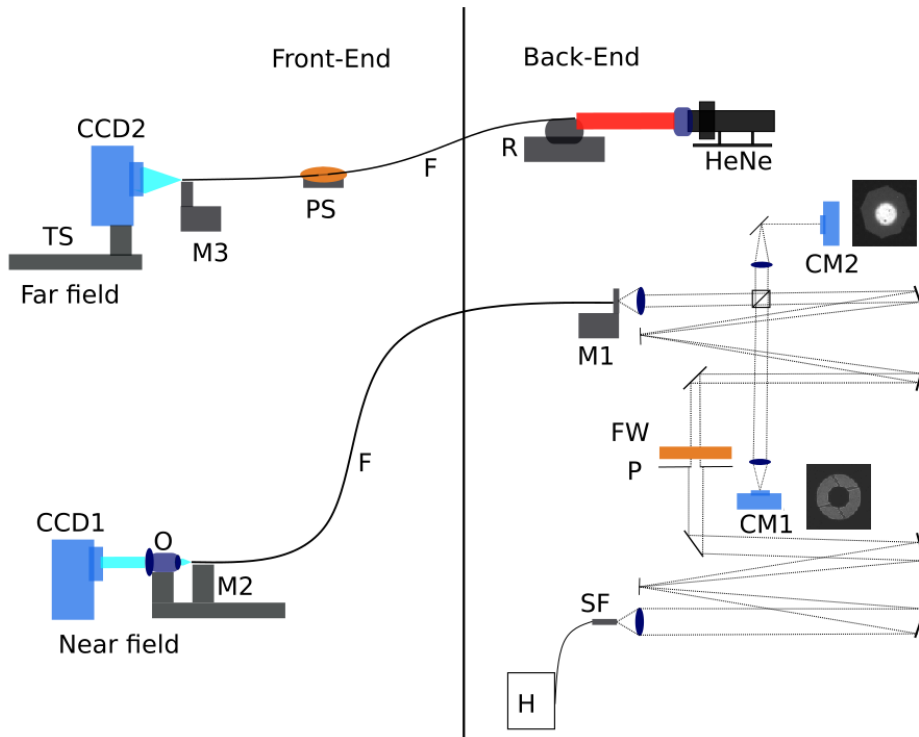 Front-End
Back-End
CCD2
F
R
HeNe
PS
TS
M3
Far field
CM2
M1
FW
F
P
CCD1
O
CM1
M2
SF
Near field
H